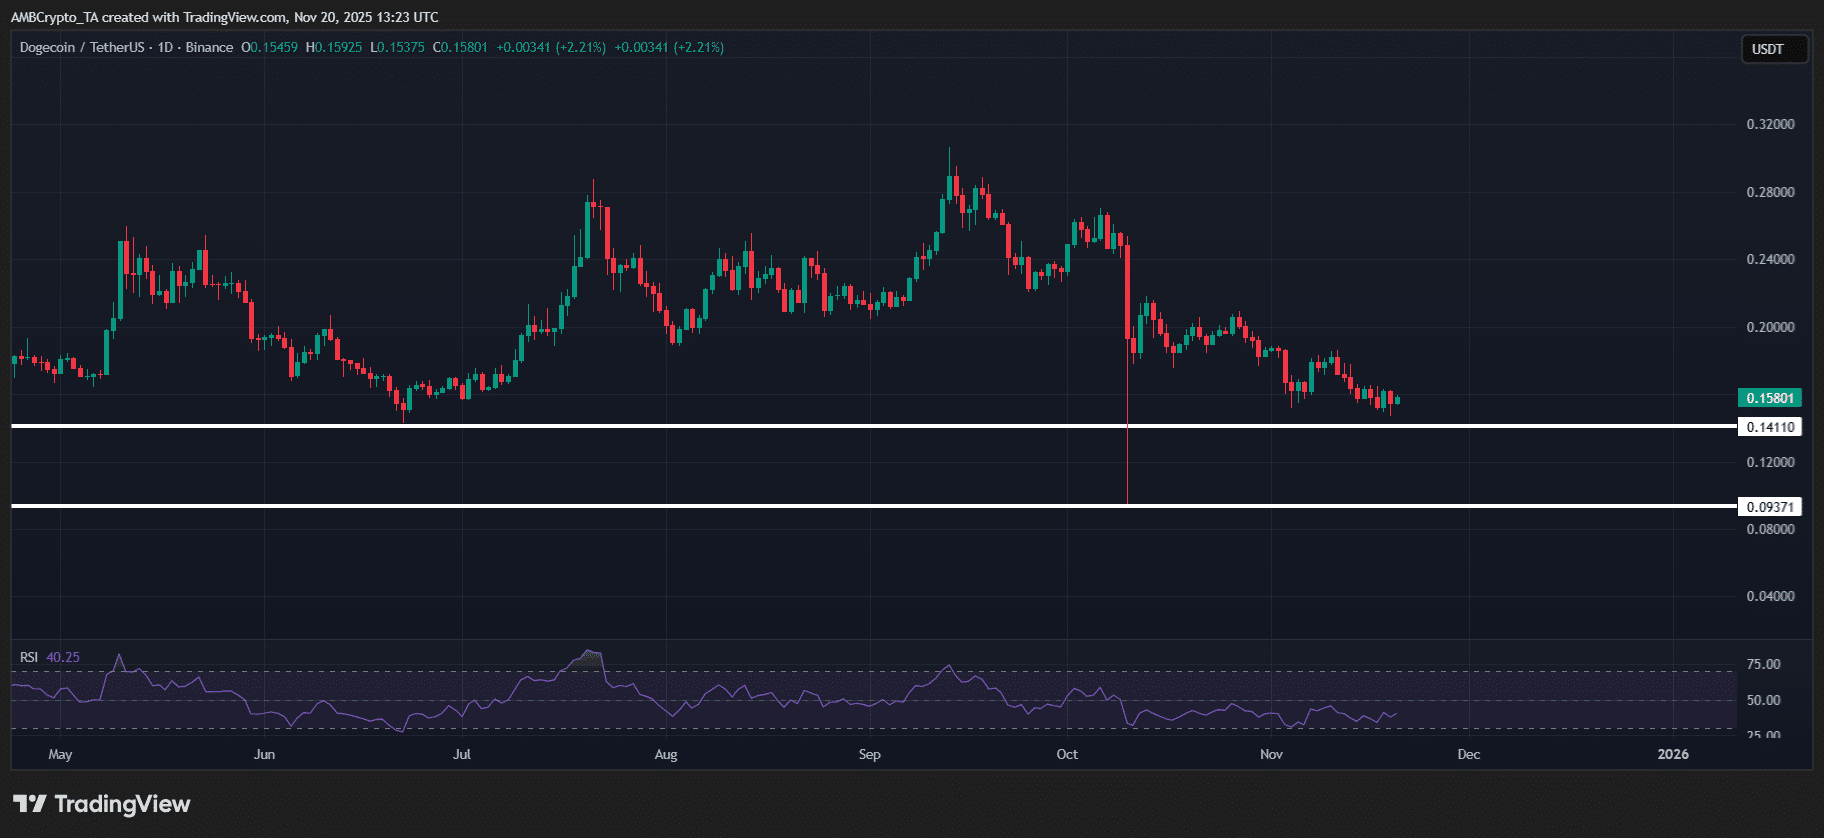 AMBCrypto_TA created with TradingView.com, Nov 20, 2025 13:23 UTC
Dogecoin / TetherUS · 1D · Binance O0.15459 H0.15925 L0.15375 C0.15801 +0.00341 (+2.21%) +0.00341 (+2.21%)
USDT
0.32000
0.28000
0.24000
0.20000
0.15801
0.14110
0.12000
0.09371
0.08000
0.04000
RSI 40.25
75.00
50.00
25.00
May Jun Jul Aug Sep Oct Nov Dec 2026
TradingView